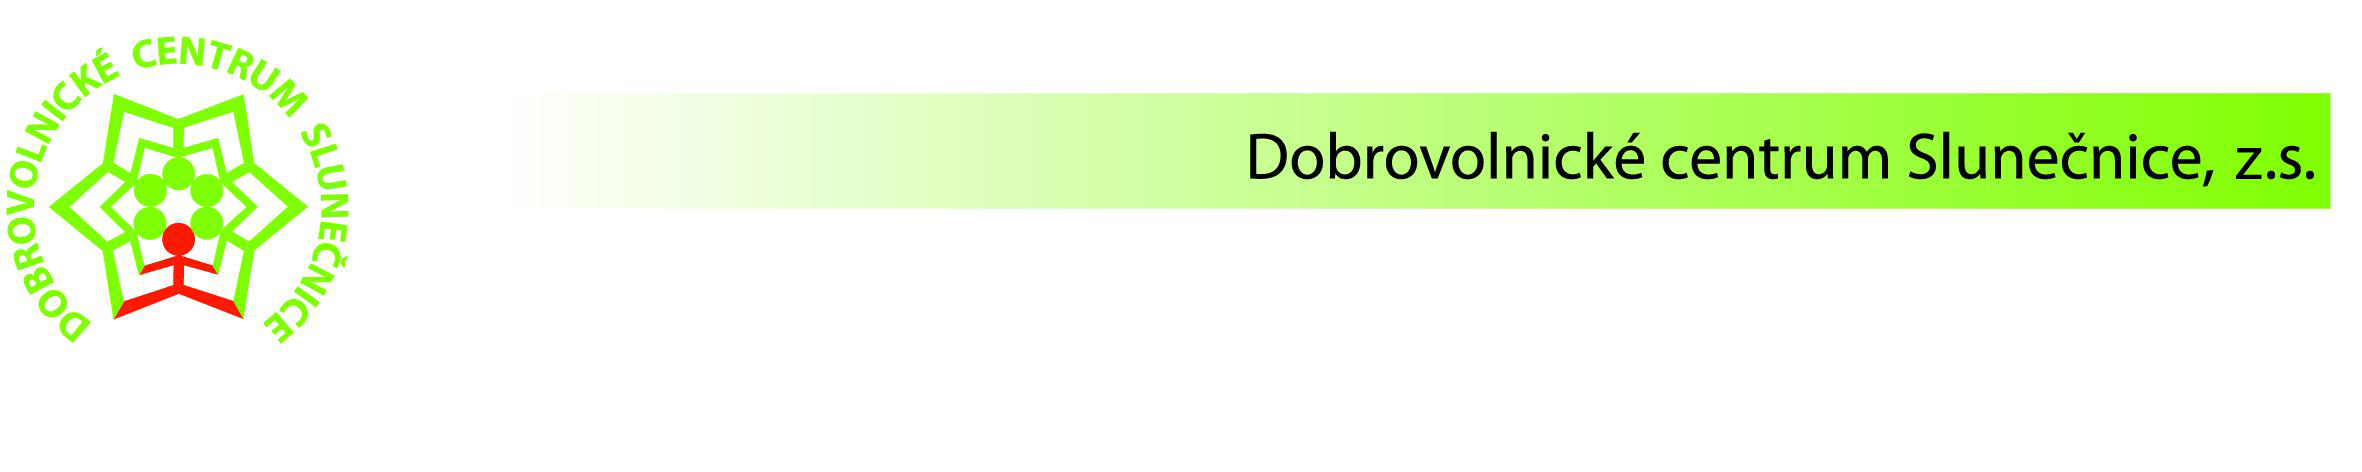 DOBROVOLNICKÉ CENTRUM SLUNEČNICE
Dobrovolnické centrum Slunečnice, z.s.